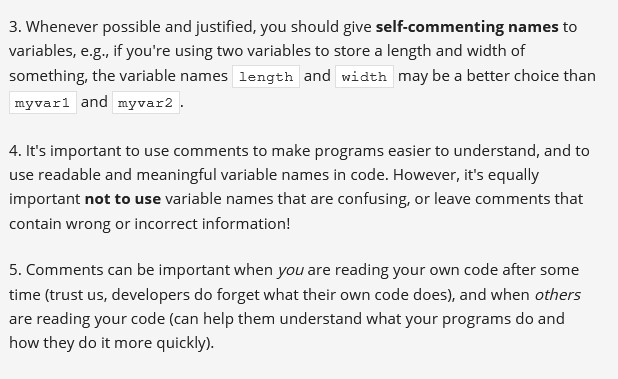 3. Whenever possible and justified, you should give self-commenting names to
variables, e.g., if you're using two variables to store a length and width of
something, the variable names length and width may be a better choice than
myvar1 and myvar2 .
4. It's important to use comments to make programs easier to understand, and to
use readable and meaningful variable names in code. However, it's equally
important not to use variable names that are confusing, or leave comments that
contain wrong or incorrect information!
5. Comments can be important when you are reading your own code after some
time (trust us, developers do forget what their own code does), and when others
are reading your code (can help them understand what your programs do and
how they do it more quickly).